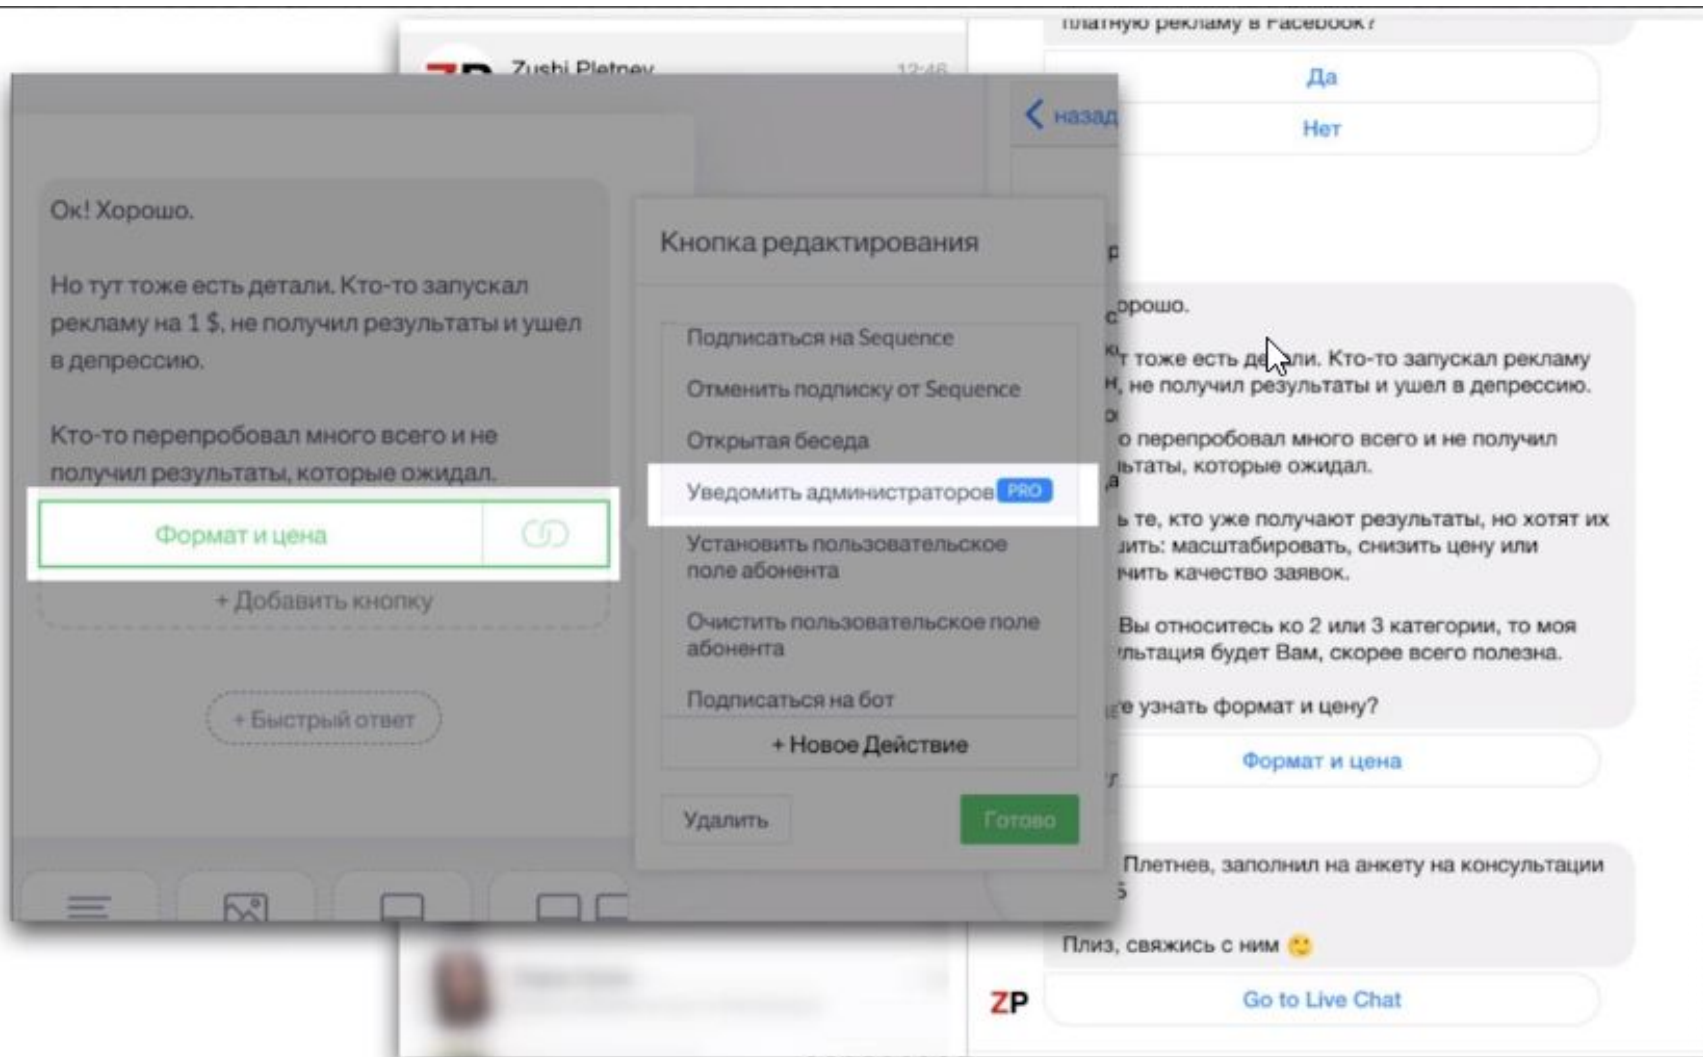 Zushi Pletnev
12:46
Ок! Хорошо.
Но тут тоже есть детали. Кто-то запускал
рекламу на 1 $, не получил результаты и ушел
в депрессию.
Кто-то перепробовал много всего и не
получил результаты, которые ожидал.
Формат и цена
+ Добавить кнопку
+ Быстрый ответ
Кнопка редактирования
Подписаться на Sequence
Отменить подписку от Sequence
Открытая беседа
Уведомить администраторов PRO
Установить пользовательское
поле абонента
Очистить пользовательское поле
абонента
Подписаться на бот
+ Новое Действие
Удалить
Готово
назад
платную рекламу в Facebook?
Да
Нет
орошо.
т тоже есть детали. Кто-то запускал рекламу
, не получил результаты и ушел в депрессию.
о перепробовал много всего и не получил
ьтаты, которые ожидал.
ь те, кто уже получают результаты, но хотят их
ить: масштабировать, снизить цену или
чить качество заявок.
Вы относитесь ко 2 или 3 категории, то моя
льтация будет Вам, скорее всего полезна.
е узнать формат и цену?
Формат и цена
Плетнев, заполнил на анкету на консультации
Плиз, свяжись с ним 🙂
ZP
Go to Live Chat